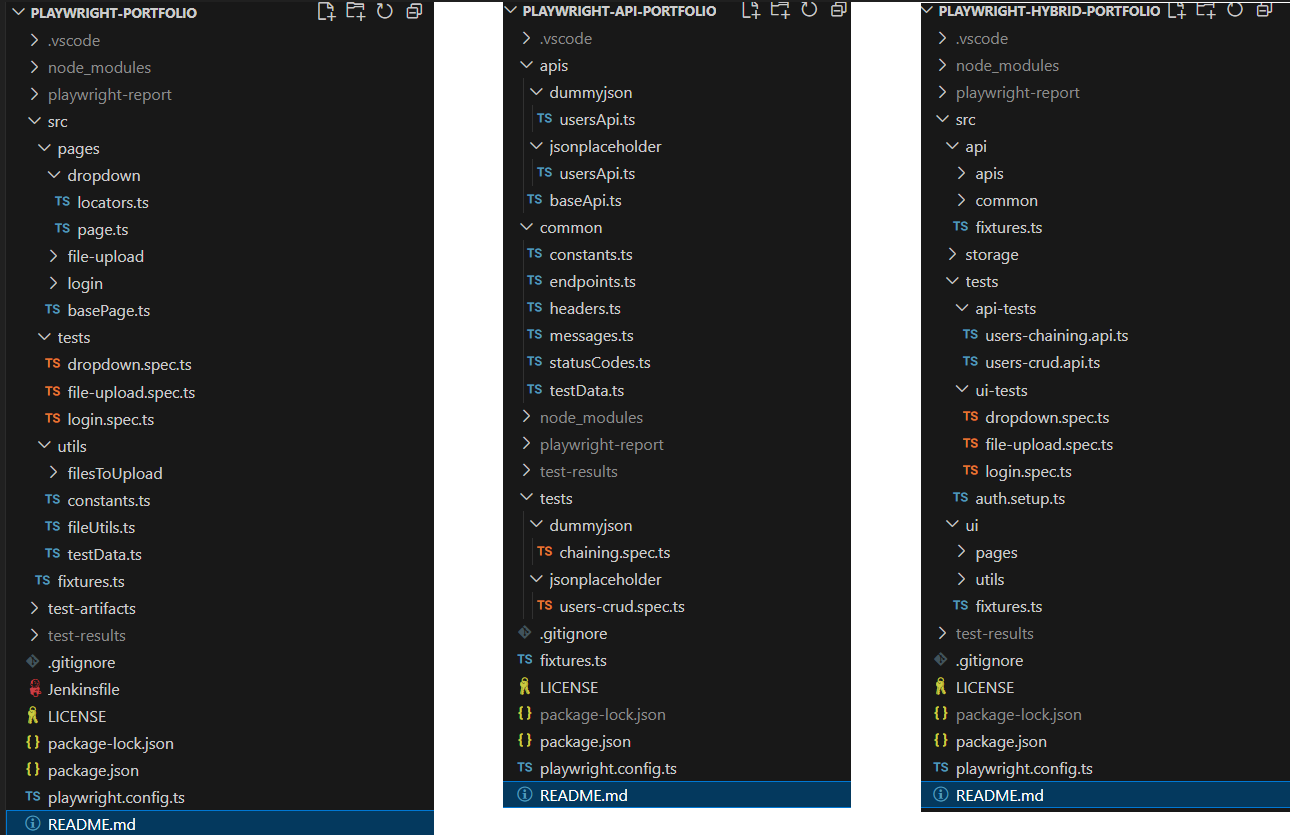 PLAYWRIGHT-PORTFOLIO
.vscode
node_modules
playwright-report
src
pages
dropdown
TS locators.ts
TS page.ts
file-upload
login
TS basePage.ts
tests
TS dropdown.spec.ts
TS file-upload.spec.ts
TS login.spec.ts
utils
filesToUpload
TS constants.ts
TS fileUtils.ts
TS testData.ts
TS fixtures.ts
test-artifacts
test-results
.gitignore
Jenkinsfile
LICENSE
{} package-lock.json
{} package.json
TS playwright.config.ts
README.md
PLAYWRIGHT-API-PORTFOLIO
.vscode
apis
dummyjson
TS usersApi.ts
jsonplaceholder
TS usersApi.ts
TS baseApi.ts
common
TS constants.ts
TS endpoints.ts
TS headers.ts
TS messages.ts
TS statusCodes.ts
TS testData.ts
node_modules
playwright-report
test-results
tests
dummyjson
TS chaining.spec.ts
jsonplaceholder
TS users-crud.spec.ts
.gitignore
TS fixtures.ts
LICENSE
{} package-lock.json
{} package.json
TS playwright.config.ts
README.md
PLAYWRIGHT-HYBRID-PORTFOLIO
.vscode
node_modules
playwright-report
src
api
apis
common
TS fixtures.ts
storage
tests
api-tests
TS users-chaining.api.ts
TS users-crud.api.ts
ui-tests
TS dropdown.spec.ts
TS file-upload.spec.ts
TS login.spec.ts
TS auth.setup.ts
ui
pages
utils
TS fixtures.ts
test-results
.gitignore
LICENSE
{} package-lock.json
{} package.json
TS playwright.config.ts
README.md